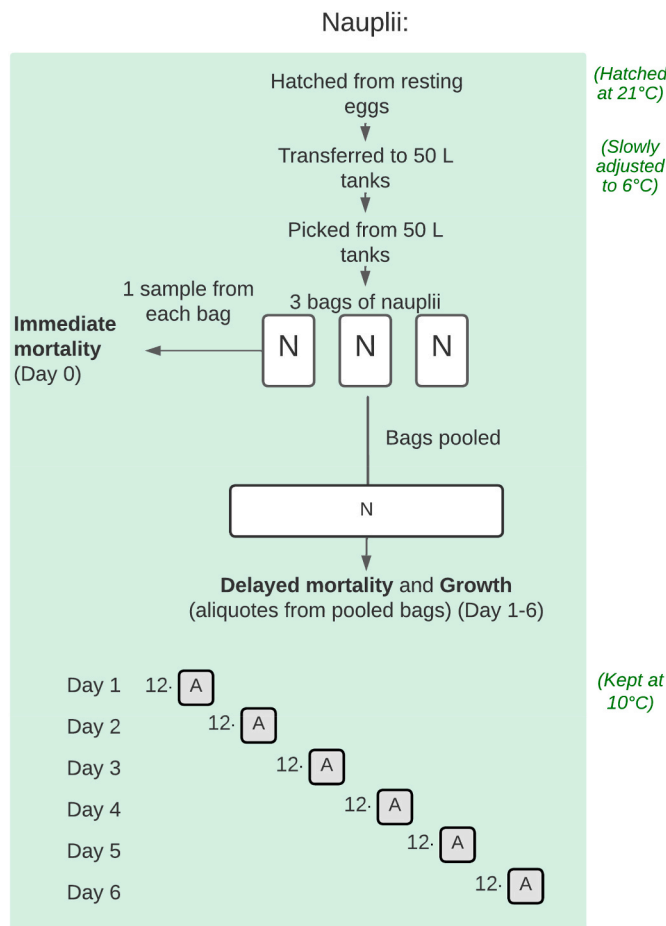 Nauplii:
Hatched from resting
eggs
(Hatched
at 21°C)
Transferred to 50 L
tanks
(Slowly
adjusted
to 6°C)
Picked from 50 L
tanks
1 sample from
each bag
3 bags of nauplii
Immediate
mortality
(Day 0)
N N N
Bags pooled
N
Delayed mortality and Growth
(aliquotes from pooled bags) (Day 1-6)
(Kept at
10°C)
Day 1 12· A
Day 2 12· A
Day 3 12· A
Day 4 12· A
Day 5 12· A
Day 6 12· A